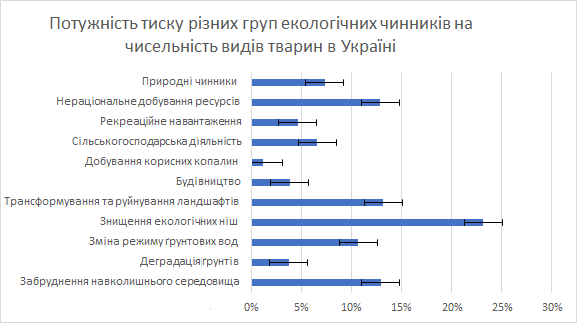 Потужність тиску різних груп екологічних чинників на
чисельність видів тварин в Україні
Природні чинники
Нераціональне добування ресурсів
Рекреаційне навантаження
Сільськогосподарська діяльність
Добування корисних копалин
Будівництво
Трансформування та руйнування ландшафтів
Знищення екологічних ніш
Зміна режиму ґрунтових вод
Деградація ґрунтів
Забруднення навколишнього середовища
0% 5% 10% 15% 20% 25% 30%